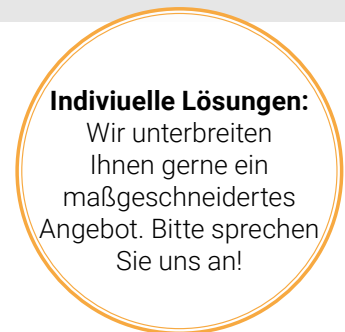 Indiviuelle Lösungen:
Wir unterbreiten
Ihnen gerne ein
maßgeschneidertes
Angebot. Bitte sprechen
Sie uns an!